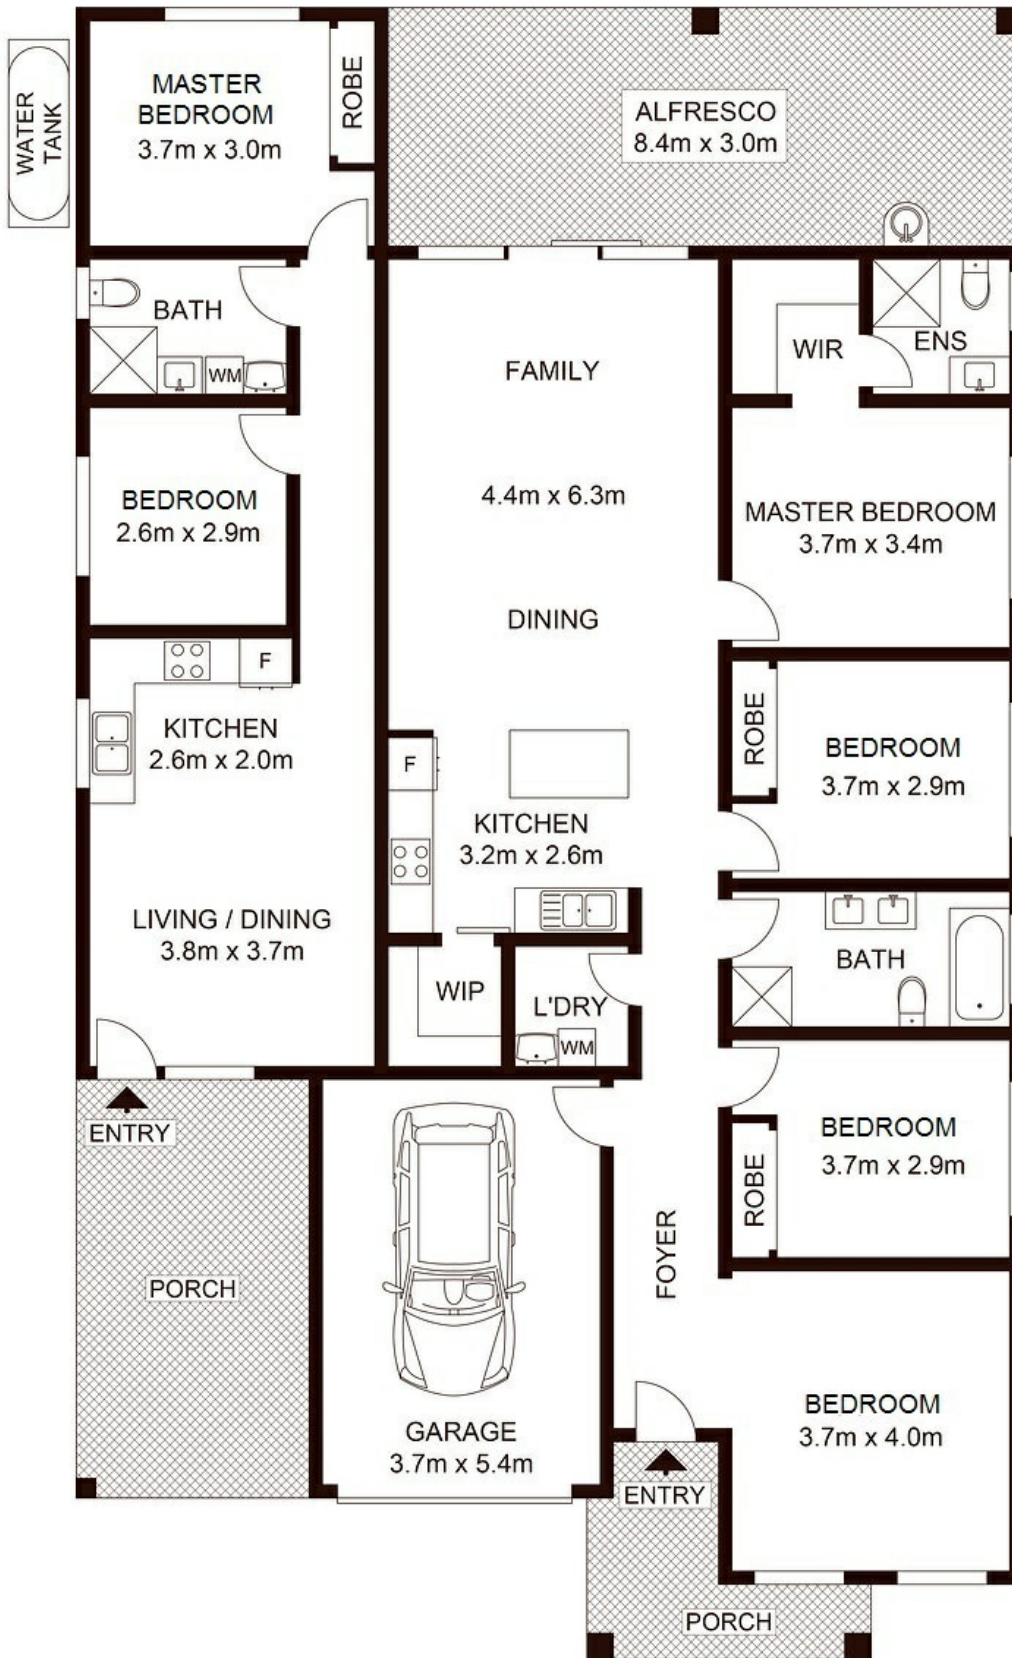 WATER
TANK
MASTER
BEDROOM
3.7m x 3.0m
ROBE
ALFRESCO
8.4m x 3.0m
BATH
WM
FAMILY
4.4m x 6.3m
DINING
WIR
ENS
BEDROOM
2.6m x 2.9m
MASTER BEDROOM
3.7m x 3.4m
F
KITCHEN
2.6m x 2.0m
ROBE
BEDROOM
3.7m x 2.9m
F
KITCHEN
3.2m x 2.6m
LIVING / DINING
3.8m x 3.7m
WIP
L'DRY
WM
BATH
ENTRY
BEDROOM
3.7m x 2.9m
ROBE
FOYER
PORCH
GARAGE
3.7m x 5.4m
BEDROOM
3.7m x 4.0m
ENTRY
PORCH